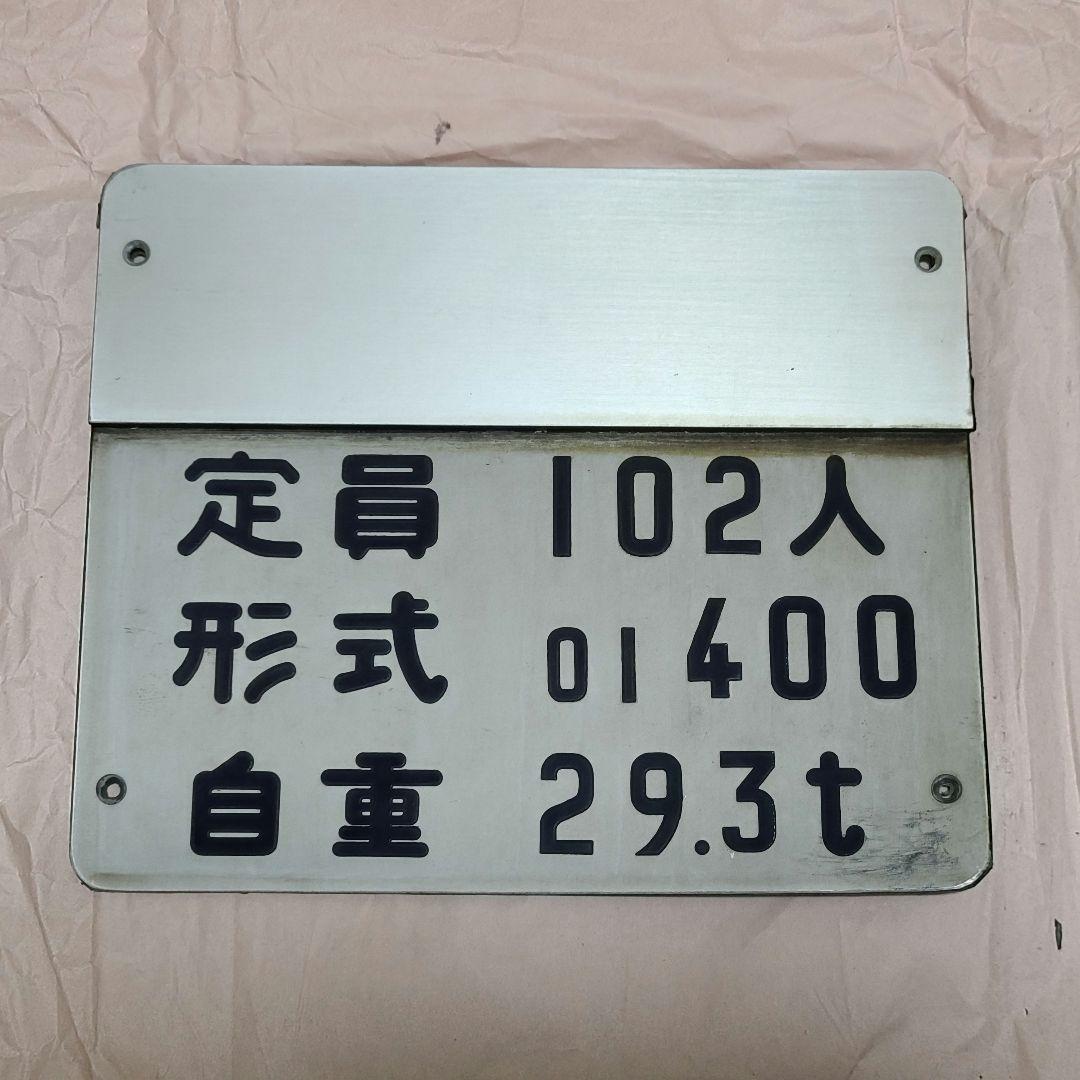 定員 102人
形式 01400
自重 29.3t